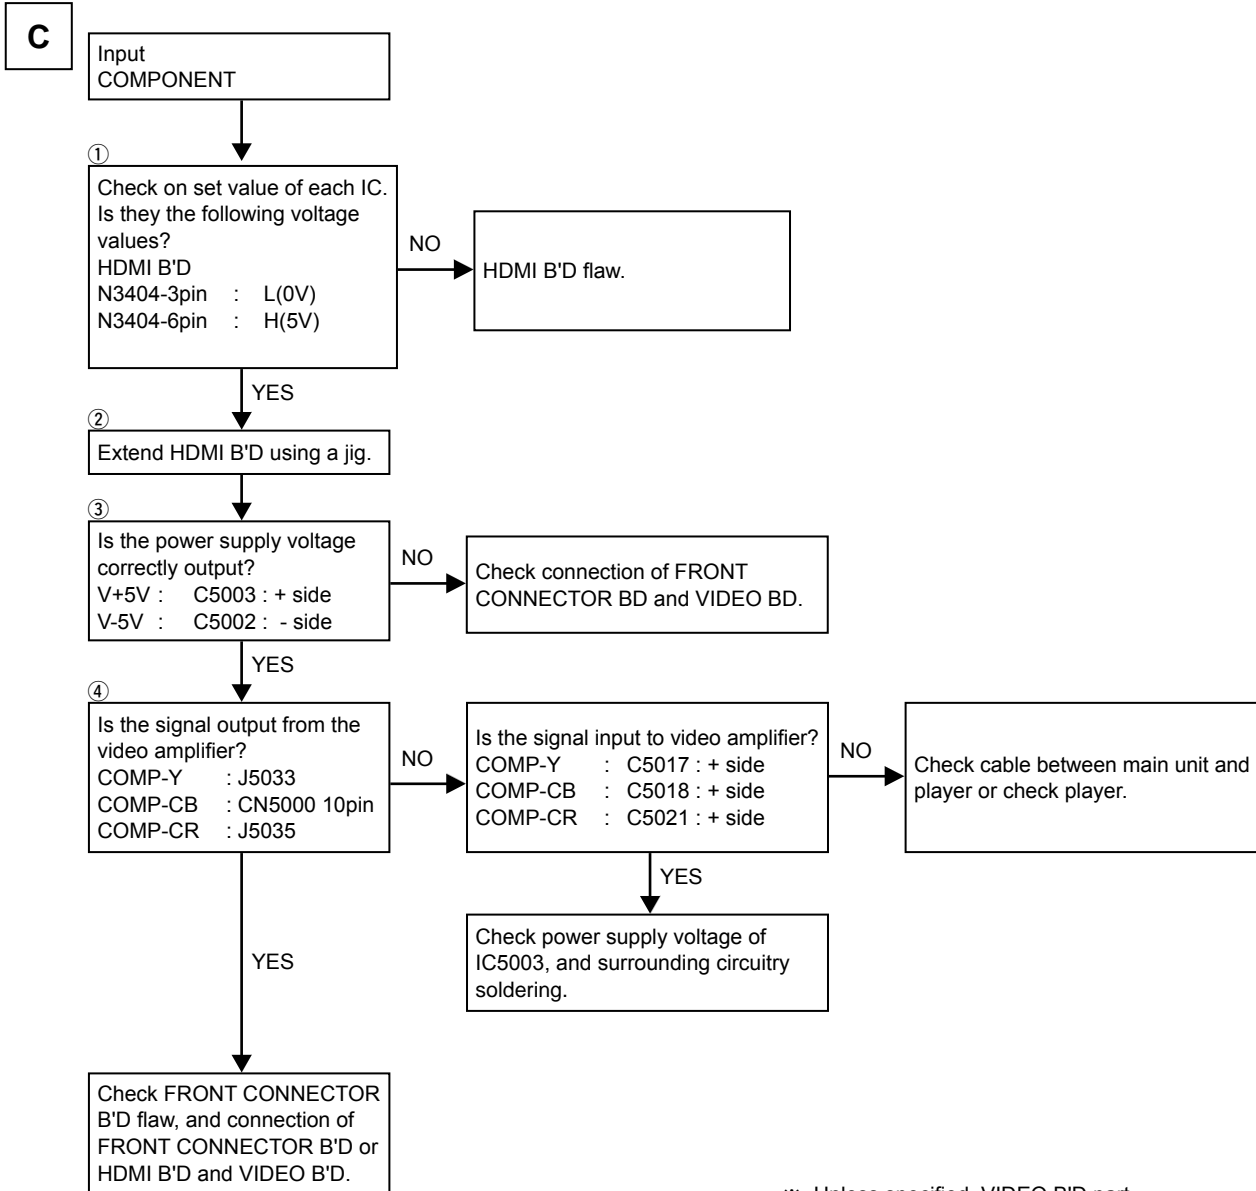 C
Input
COMPONENT
①
Check on set value of each IC.
Is they the following voltage
values?
HDMI B'D
N3404-3pin : L(0V)
N3404-6pin : H(5V)
NO
HDMI B'D flaw.
YES
②
Extend HDMI B'D using a jig.
③
Is the power supply voltage
correctly output?
V+5V : C5003 : + side
V-5V : C5002 : - side
NO
Check connection of FRONT
CONNECTOR BD and VIDEO BD.
YES
④
Is the signal output from the
video amplifier?
COMP-Y : J5033
COMP-CB : CN5000 10pin
COMP-CR : J5035
NO
Is the signal input to video amplifier?
COMP-Y : C5017 : + side
COMP-CB : C5018 : + side
COMP-CR : C5021 : + side
NO
Check cable between main unit and
player or check player.
YES
Check power supply voltage of
IC5003, and surrounding circuitry
soldering.
YES
Check FRONT CONNECTOR
B'D flaw, and connection of
FRONT CONNECTOR B'D or
HDMI B'D and VIDEO B'D.